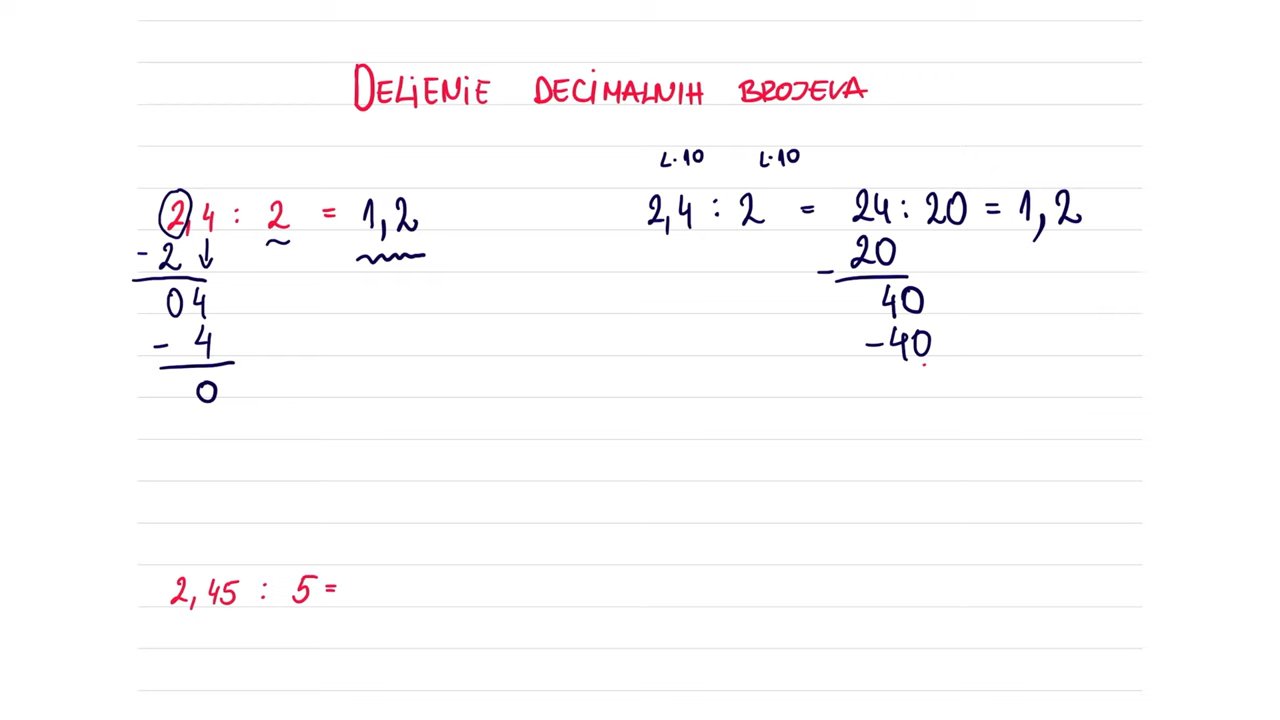 DELJENJE DECIMALNIH BROJEVA
2,4 : 2 = 1,2
- 2 ↓
04
- 4
0
L·10 L·10
2,4 : 2 = 24 : 20 = 1,2
- 20
40
- 40
2,45 : 5 =